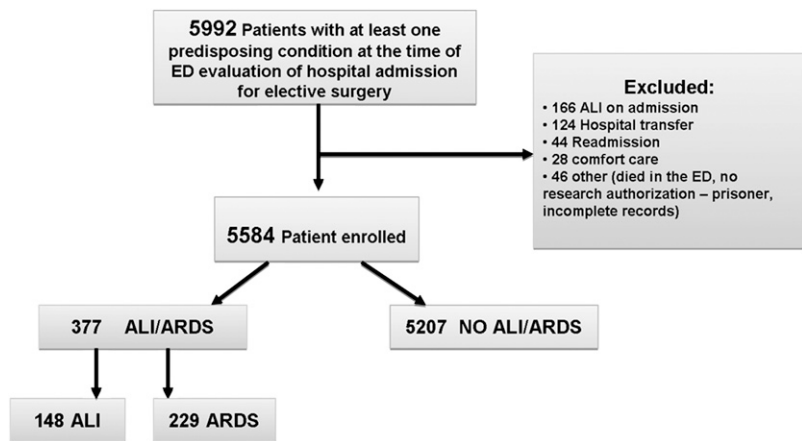 5992 Patients with at least one
predisposing condition at the time of
ED evaluation of hospital admission
for elective surgery
Excluded:
• 166 ALI on admission
• 124 Hospital transfer
• 44 Readmission
• 28 comfort care
• 46 other (died in the ED, no
research authorization – prisoner,
incomplete records)
5584 Patient enrolled
377 ALI/ARDS
5207 NO ALI/ARDS
148 ALI
229 ARDS